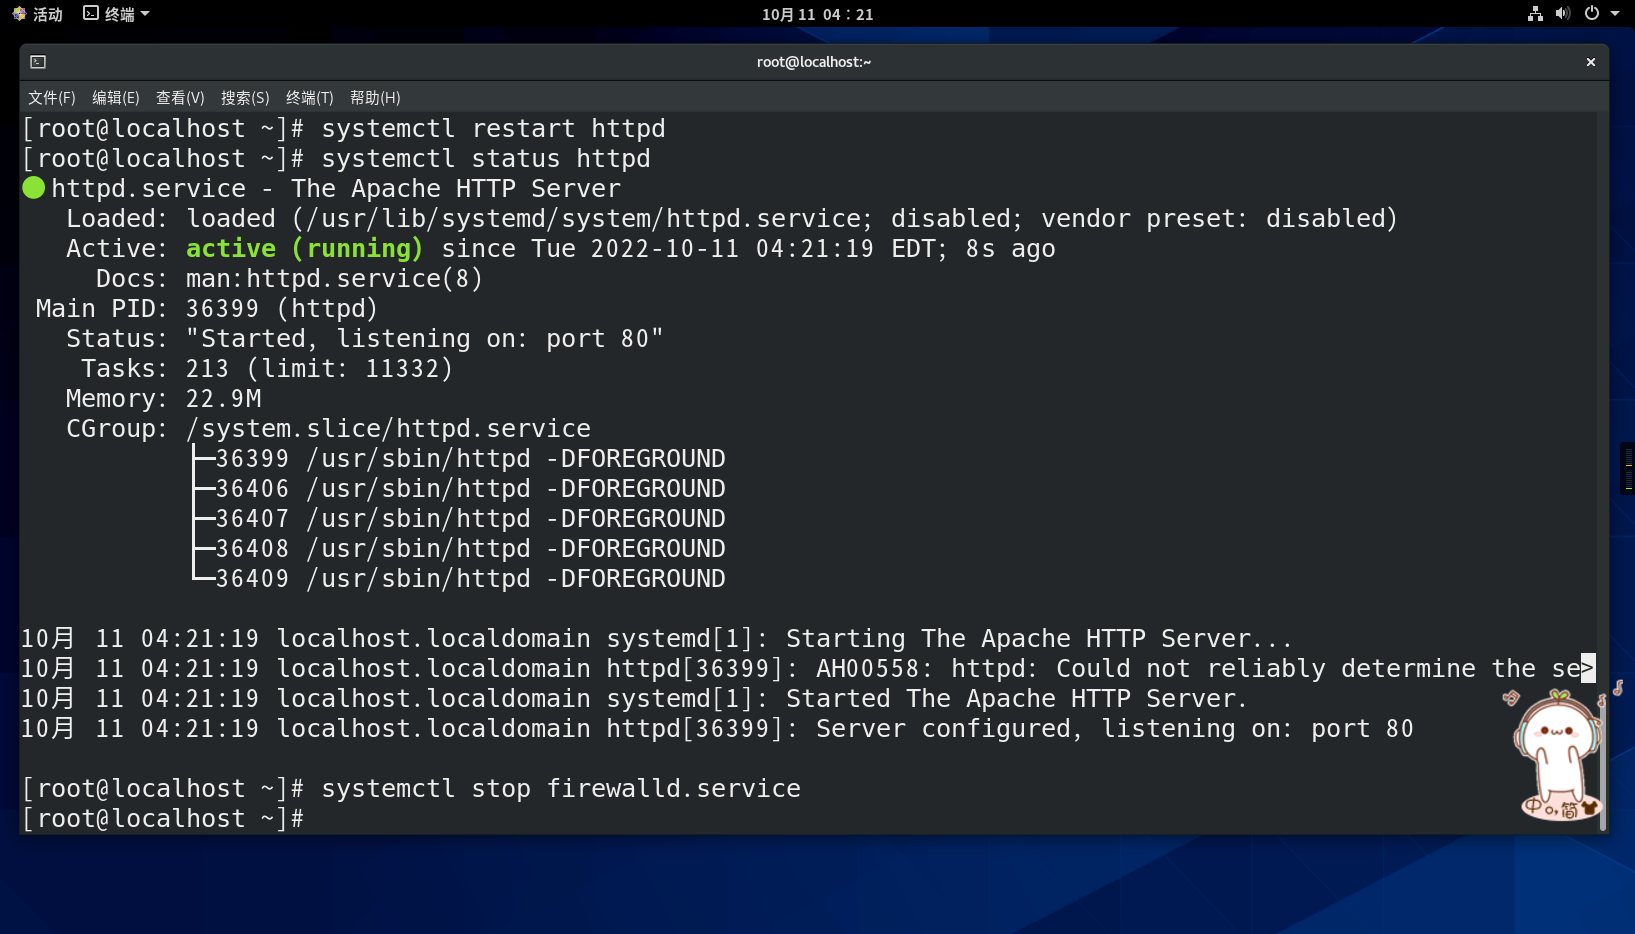 活动 终端 10月 11 04：21
root@localhost:~ ×
文件(F) 编辑(E) 查看(V) 搜索(S) 终端(T) 帮助(H)
[root@localhost ~]# systemctl restart httpd
[root@localhost ~]# systemctl status httpd
● httpd.service - The Apache HTTP Server
   Loaded: loaded (/usr/lib/systemd/system/httpd.service; disabled; vendor preset: disabled)
   Active: active (running) since Tue 2022-10-11 04:21:19 EDT; 8s ago
     Docs: man:httpd.service(8)
 Main PID: 36399 (httpd)
   Status: "Started, listening on: port 80"
    Tasks: 213 (limit: 11332)
   Memory: 22.9M
   CGroup: /system.slice/httpd.service
           ├─36399 /usr/sbin/httpd -DFOREGROUND
           ├─36406 /usr/sbin/httpd -DFOREGROUND
           ├─36407 /usr/sbin/httpd -DFOREGROUND
           ├─36408 /usr/sbin/httpd -DFOREGROUND
           └─36409 /usr/sbin/httpd -DFOREGROUND
10月 11 04:21:19 localhost.localdomain systemd[1]: Starting The Apache HTTP Server...
10月 11 04:21:19 localhost.localdomain httpd[36399]: AH00558: httpd: Could not reliably determine the se>
10月 11 04:21:19 localhost.localdomain systemd[1]: Started The Apache HTTP Server.
10月 11 04:21:19 localhost.localdomain httpd[36399]: Server configured, listening on: port 80
[root@localhost ~]# systemctl stop firewalld.service
[root@localhost ~]#
中 o, 简